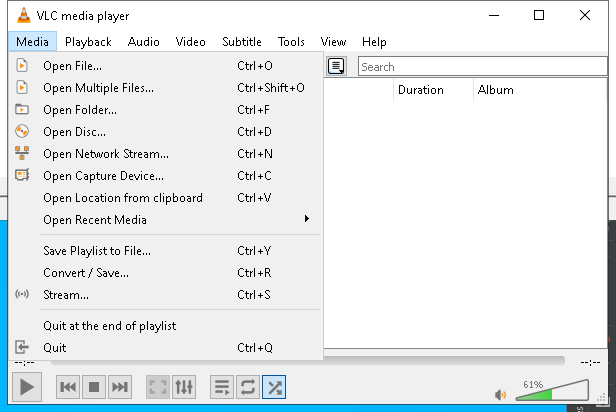 VLC media player
Media Playback Audio Video Subtitle Tools View Help
Search
Duration Album
Open File... Ctrl+O
Open Multiple Files... Ctrl+Shift+O
Open Folder... Ctrl+F
Open Disc... Ctrl+D
Open Network Stream... Ctrl+N
Open Capture Device... Ctrl+C
Open Location from clipboard Ctrl+V
Open Recent Media
Save Playlist to File... Ctrl+Y
Convert / Save... Ctrl+R
Stream... Ctrl+S
Quit at the end of playlist
Quit Ctrl+Q
--:-- --:--
61%